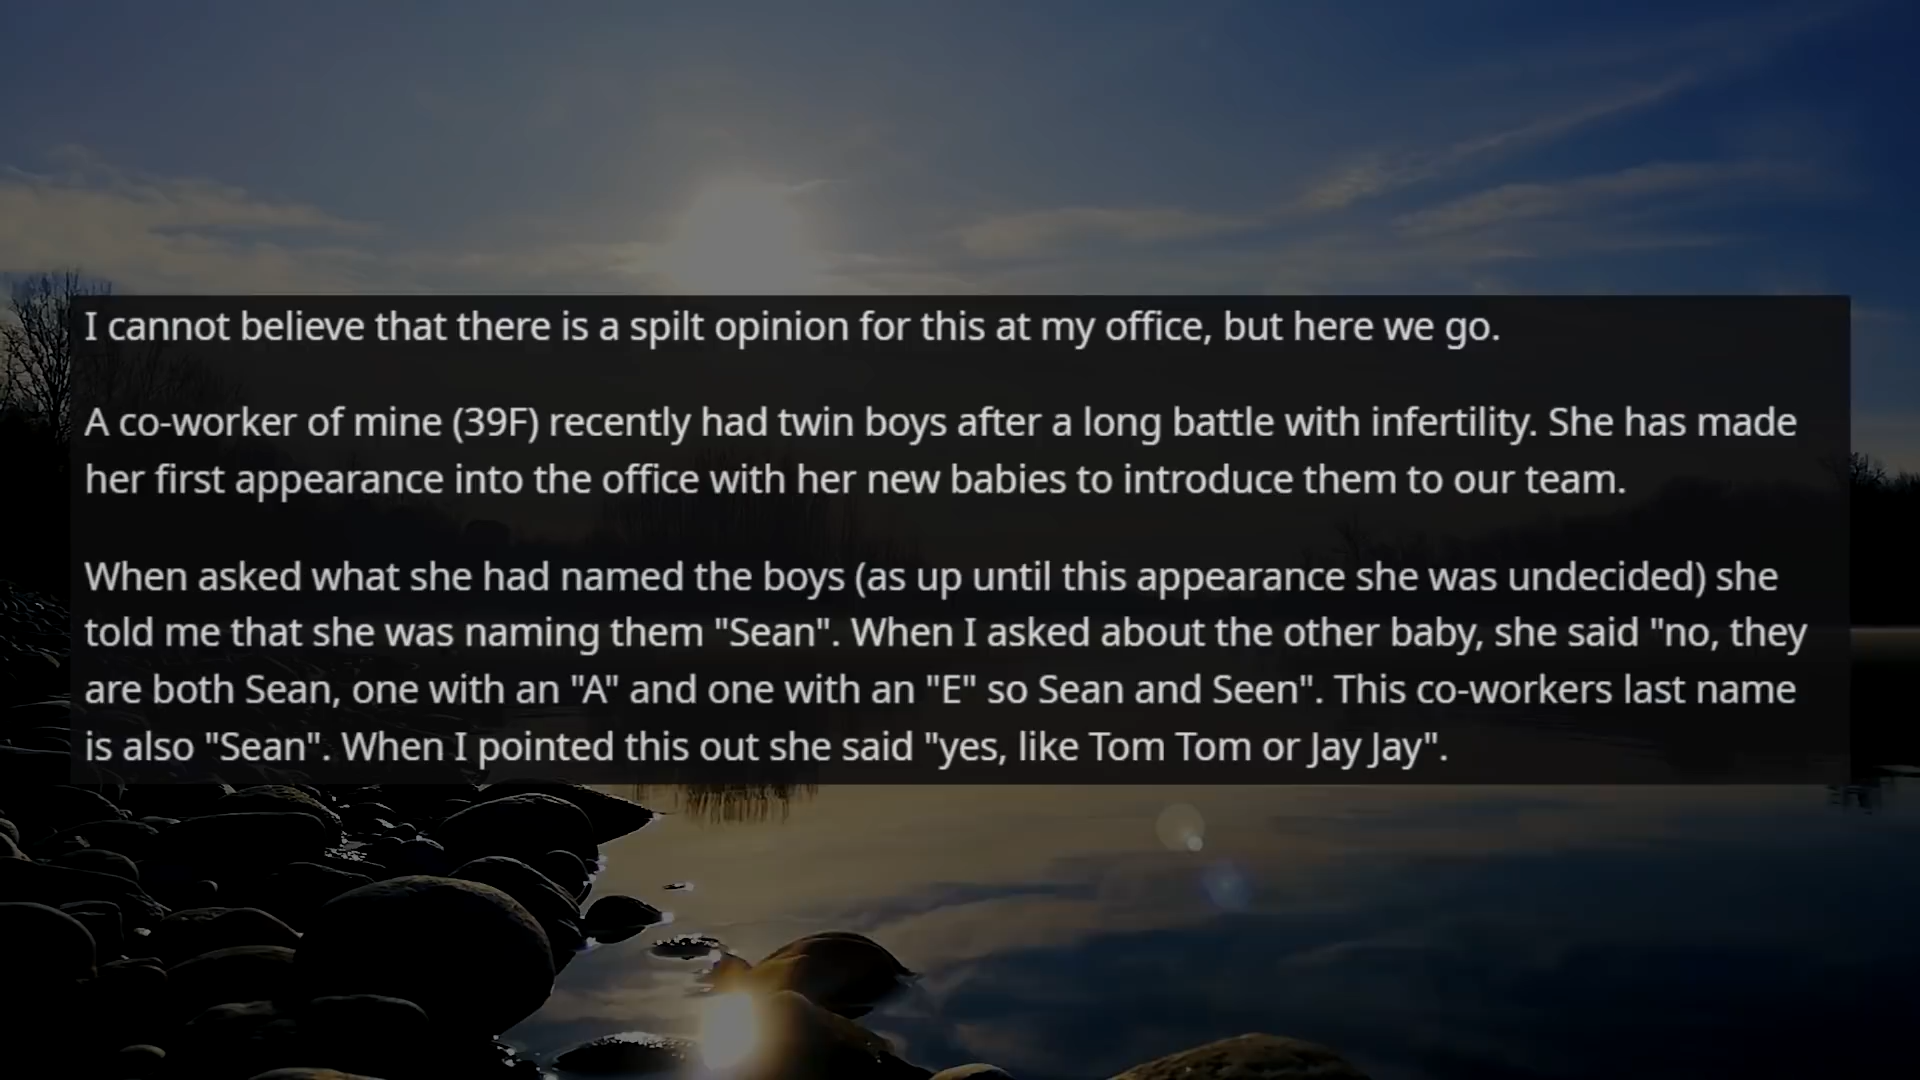 I cannot believe that there is a spilt opinion for this at my office, but here we go.
A co-worker of mine (39F) recently had twin boys after a long battle with infertility. She has made
her first appearance into the office with her new babies to introduce them to our team.
When asked what she had named the boys (as up until this appearance she was undecided) she
told me that she was naming them "Sean". When I asked about the other baby, she said "no, they
are both Sean, one with an "A" and one with an "E" so Sean and Seen". This co-workers last name
is also "Sean". When I pointed this out she said "yes, like Tom Tom or Jay Jay".